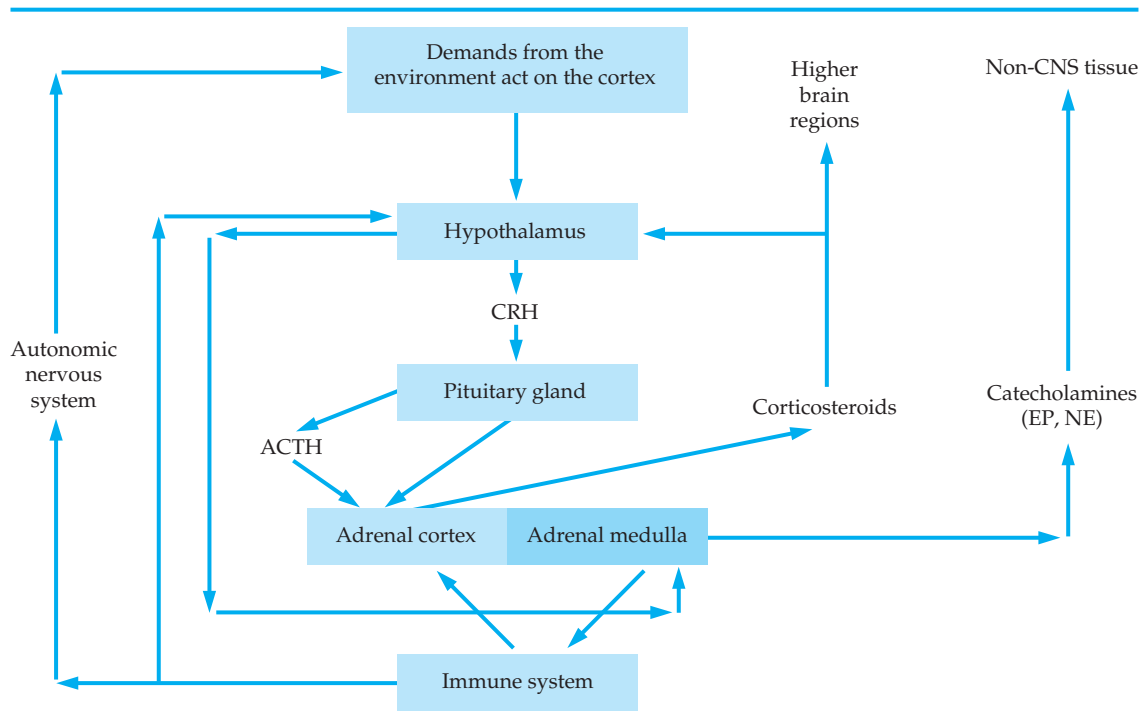 Demands from the
environment act on the cortex
Higher
brain
regions
Non-CNS tissue
Hypothalamus
CRH
Autonomic
nervous
system
Pituitary gland
Corticosteroids
Catecholamines
(EP, NE)
ACTH
Adrenal cortex
Adrenal medulla
Immune system